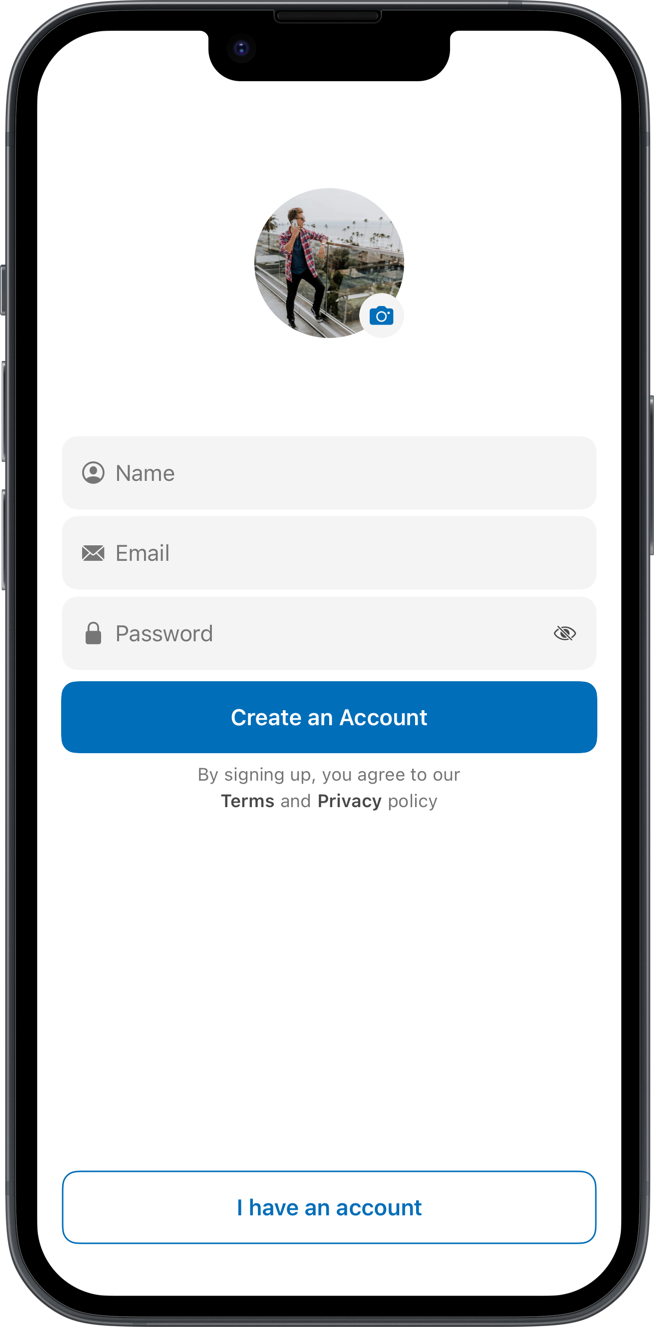 Name
Email
Password
Create an Account
By signing up, you agree to our
Terms and Privacy policy
I have an account